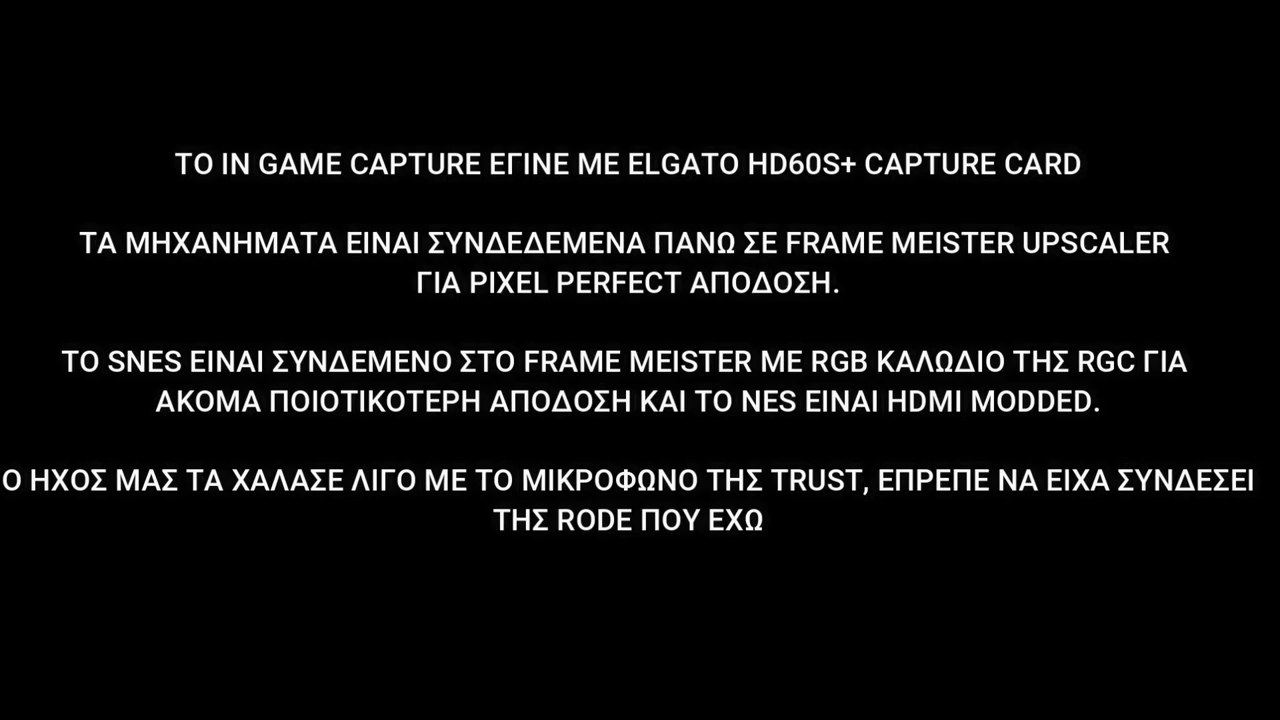 ΤΟ IN GAME CAPTURE ΕΓΙΝΕ ΜΕ ELGATO HD60S+ CAPTURE CARD
ΤΑ ΜΗΧΑΝΗΜΑΤΑ ΕΙΝΑΙ ΣΥΝΔΕΔΕΜΕΝΑ ΠΑΝΩ ΣΕ FRAME MEISTER UPSCALER
ΓΙΑ PIXEL PERFECT ΑΠΟΔΟΣΗ.
ΤΟ SNES ΕΙΝΑΙ ΣΥΝΔΕΜΕΝΟ ΣΤΟ FRAME MEISTER ΜΕ RGB ΚΑΛΩΔΙΟ ΤΗΣ RGC ΓΙΑ
ΑΚΟΜΑ ΠΟΙΟΤΙΚΟΤΕΡΗ ΑΠΟΔΟΣΗ ΚΑΙ ΤΟ NES ΕΙΝΑΙ HDMI MODDED.
Ο ΗΧΟΣ ΜΑΣ ΤΑ ΧΑΛΑΣΕ ΛΙΓΟ ΜΕ ΤΟ ΜΙΚΡΟΦΩΝΟ ΤΗΣ TRUST, ΕΠΡΕΠΕ ΝΑ ΕΙΧΑ ΣΥΝΔΕΣΕΙ
ΤΗΣ RODE ΠΟΥ ΕΧΩ